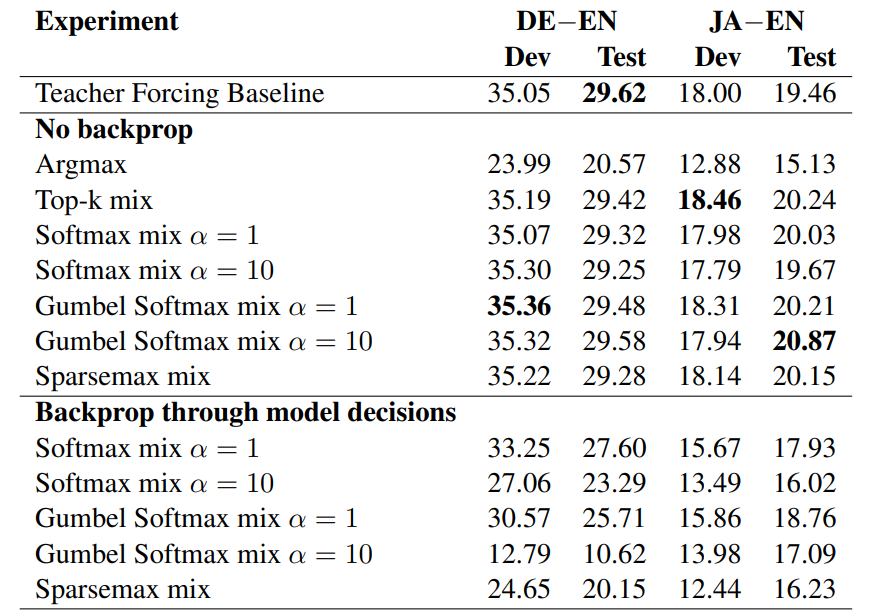 Experiment DE−EN JA−EN
Dev Test Dev Test
Teacher Forcing Baseline 35.05 29.62 18.00 19.46
No backprop
Argmax 23.99 20.57 12.88 15.13
Top-k mix 35.19 29.42 18.46 20.24
Softmax mix α = 1 35.07 29.32 17.98 20.03
Softmax mix α = 10 35.30 29.25 17.79 19.67
Gumbel Softmax mix α = 1 35.36 29.48 18.31 20.21
Gumbel Softmax mix α = 10 35.32 29.58 17.94 20.87
Sparsemax mix 35.22 29.28 18.14 20.15
Backprop through model decisions
Softmax mix α = 1 33.25 27.60 15.67 17.93
Softmax mix α = 10 27.06 23.29 13.49 16.02
Gumbel Softmax mix α = 1 30.57 25.71 15.86 18.76
Gumbel Softmax mix α = 10 12.79 10.62 13.98 17.09
Sparsemax mix 24.65 20.15 12.44 16.23